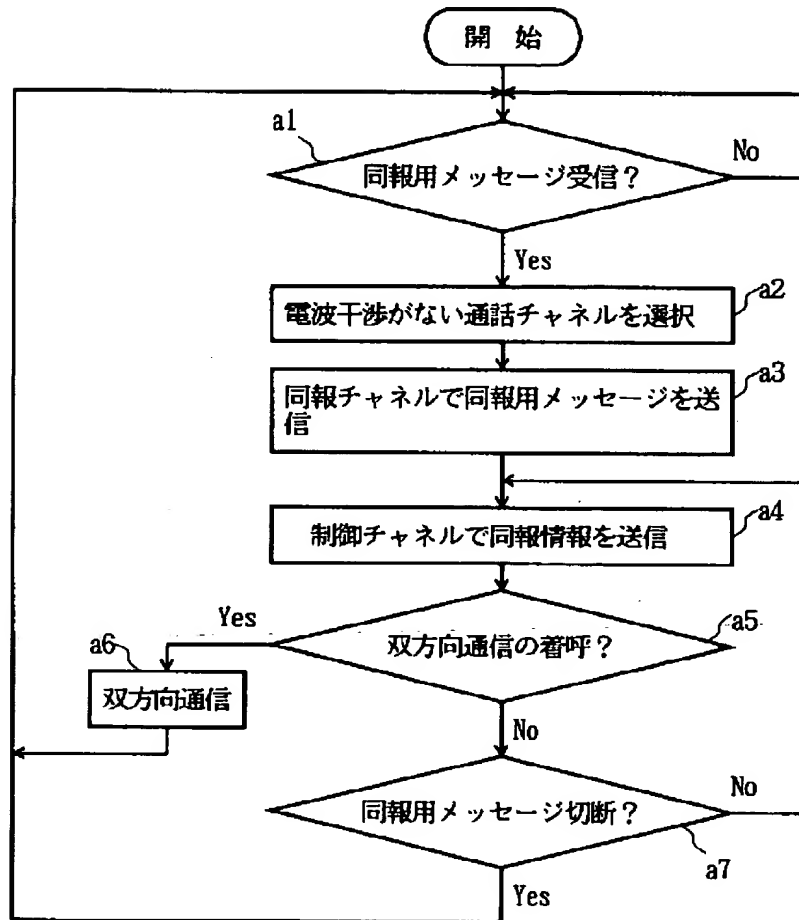 開 始
a1
同報用メッセージ受信?
No
Yes
a2
電波干渉がない通話チャネルを選択
a3
同報チャネルで同報用メッセージを送
信
a4
制御チャネルで同報情報を送信
Yes
a5
双方向通信の着呼?
a6
双方向通信
No
同報用メッセージ切断?
No
a7
Yes